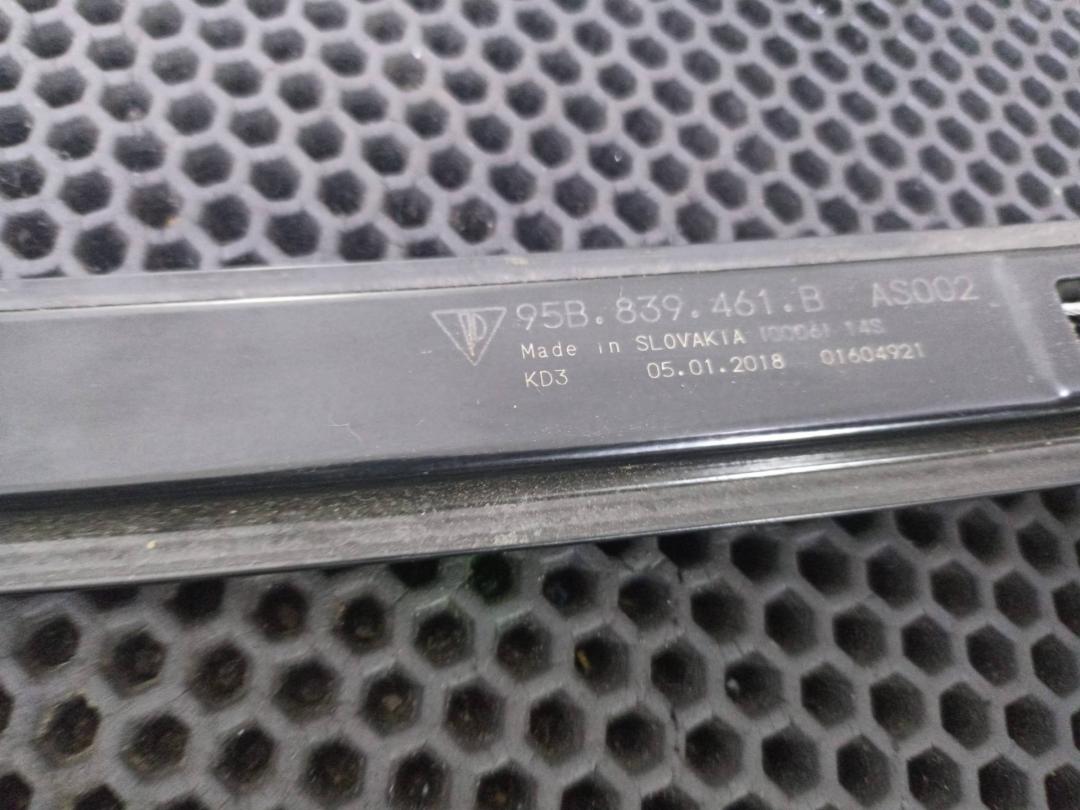 95B.839.461.B AS002
Made in SLOVAKIA
KD3 05.01.2018 01604921